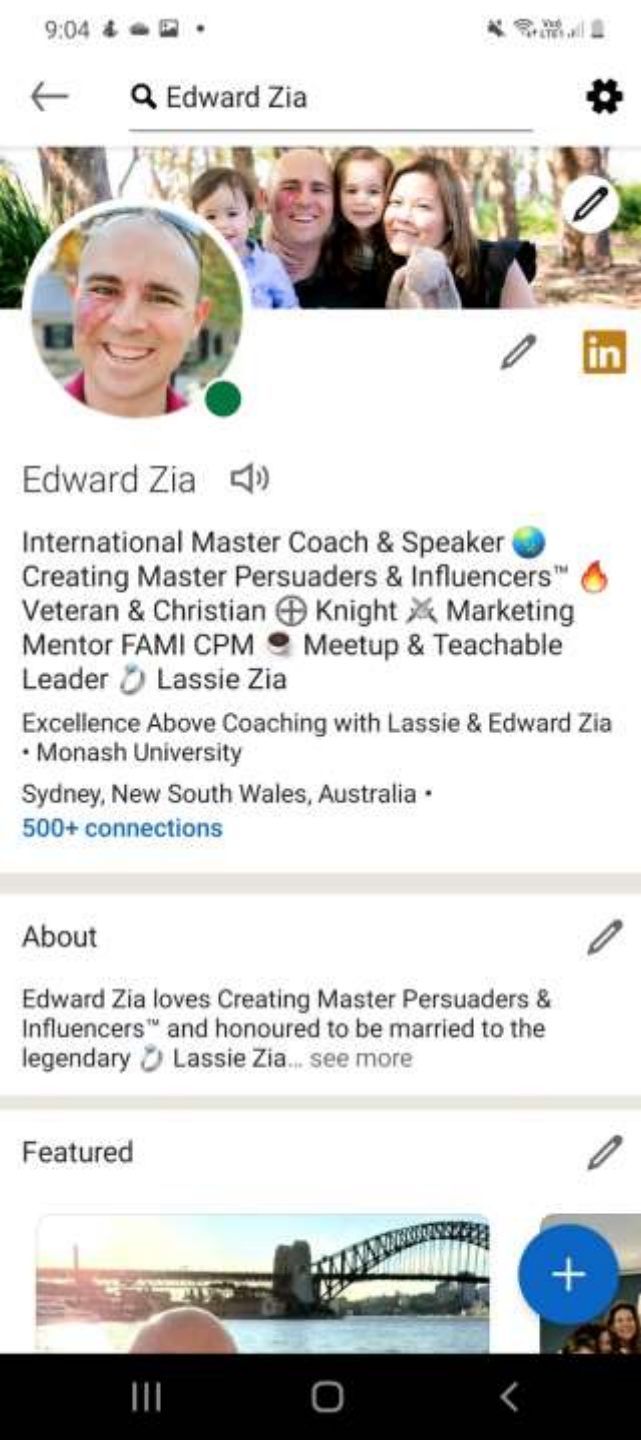 9:04
Vo)) LTE1
Edward Zia
in
Edward Zia
International Master Coach & Speaker 🌏
Creating Master Persuaders & Influencers™ 🔥
Veteran & Christian ⨁ Knight ⚔ Marketing
Mentor FAMI CPM ☕ Meetup & Teachable
Leader 💍 Lassie Zia
Excellence Above Coaching with Lassie & Edward Zia
• Monash University
Sydney, New South Wales, Australia •
500+ connections
About
Edward Zia loves Creating Master Persuaders &
Influencers™ and honoured to be married to the
legendary 💍 Lassie Zia... see more
Featured